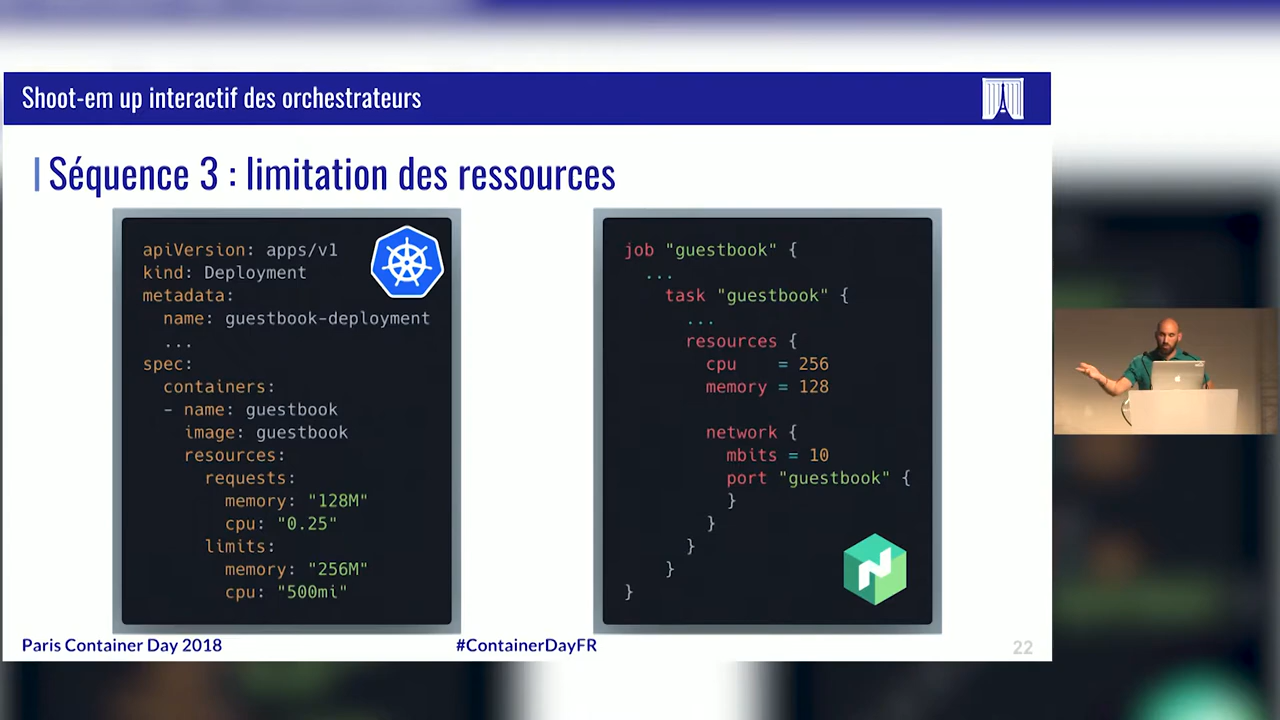 Shoot-em up interactif des orchestrateurs
Séquence 3 : limitation des ressources
apiVersion: apps/v1
kind: Deployment
metadata:
  name: guestbook-deployment
  ...
spec:
  containers:
  - name: guestbook
    image: guestbook
    resources:
      requests:
        memory: "128M"
        cpu: "0.25"
      limits:
        memory: "256M"
        cpu: "500mi"
job "guestbook" {
  ...
    task "guestbook" {
      ...
      resources {
        cpu    = 256
        memory = 128
        network {
          mbits = 10
          port "guestbook" {
          }
        }
      }
    }
}
Paris Container Day 2018
#ContainerDayFR
22